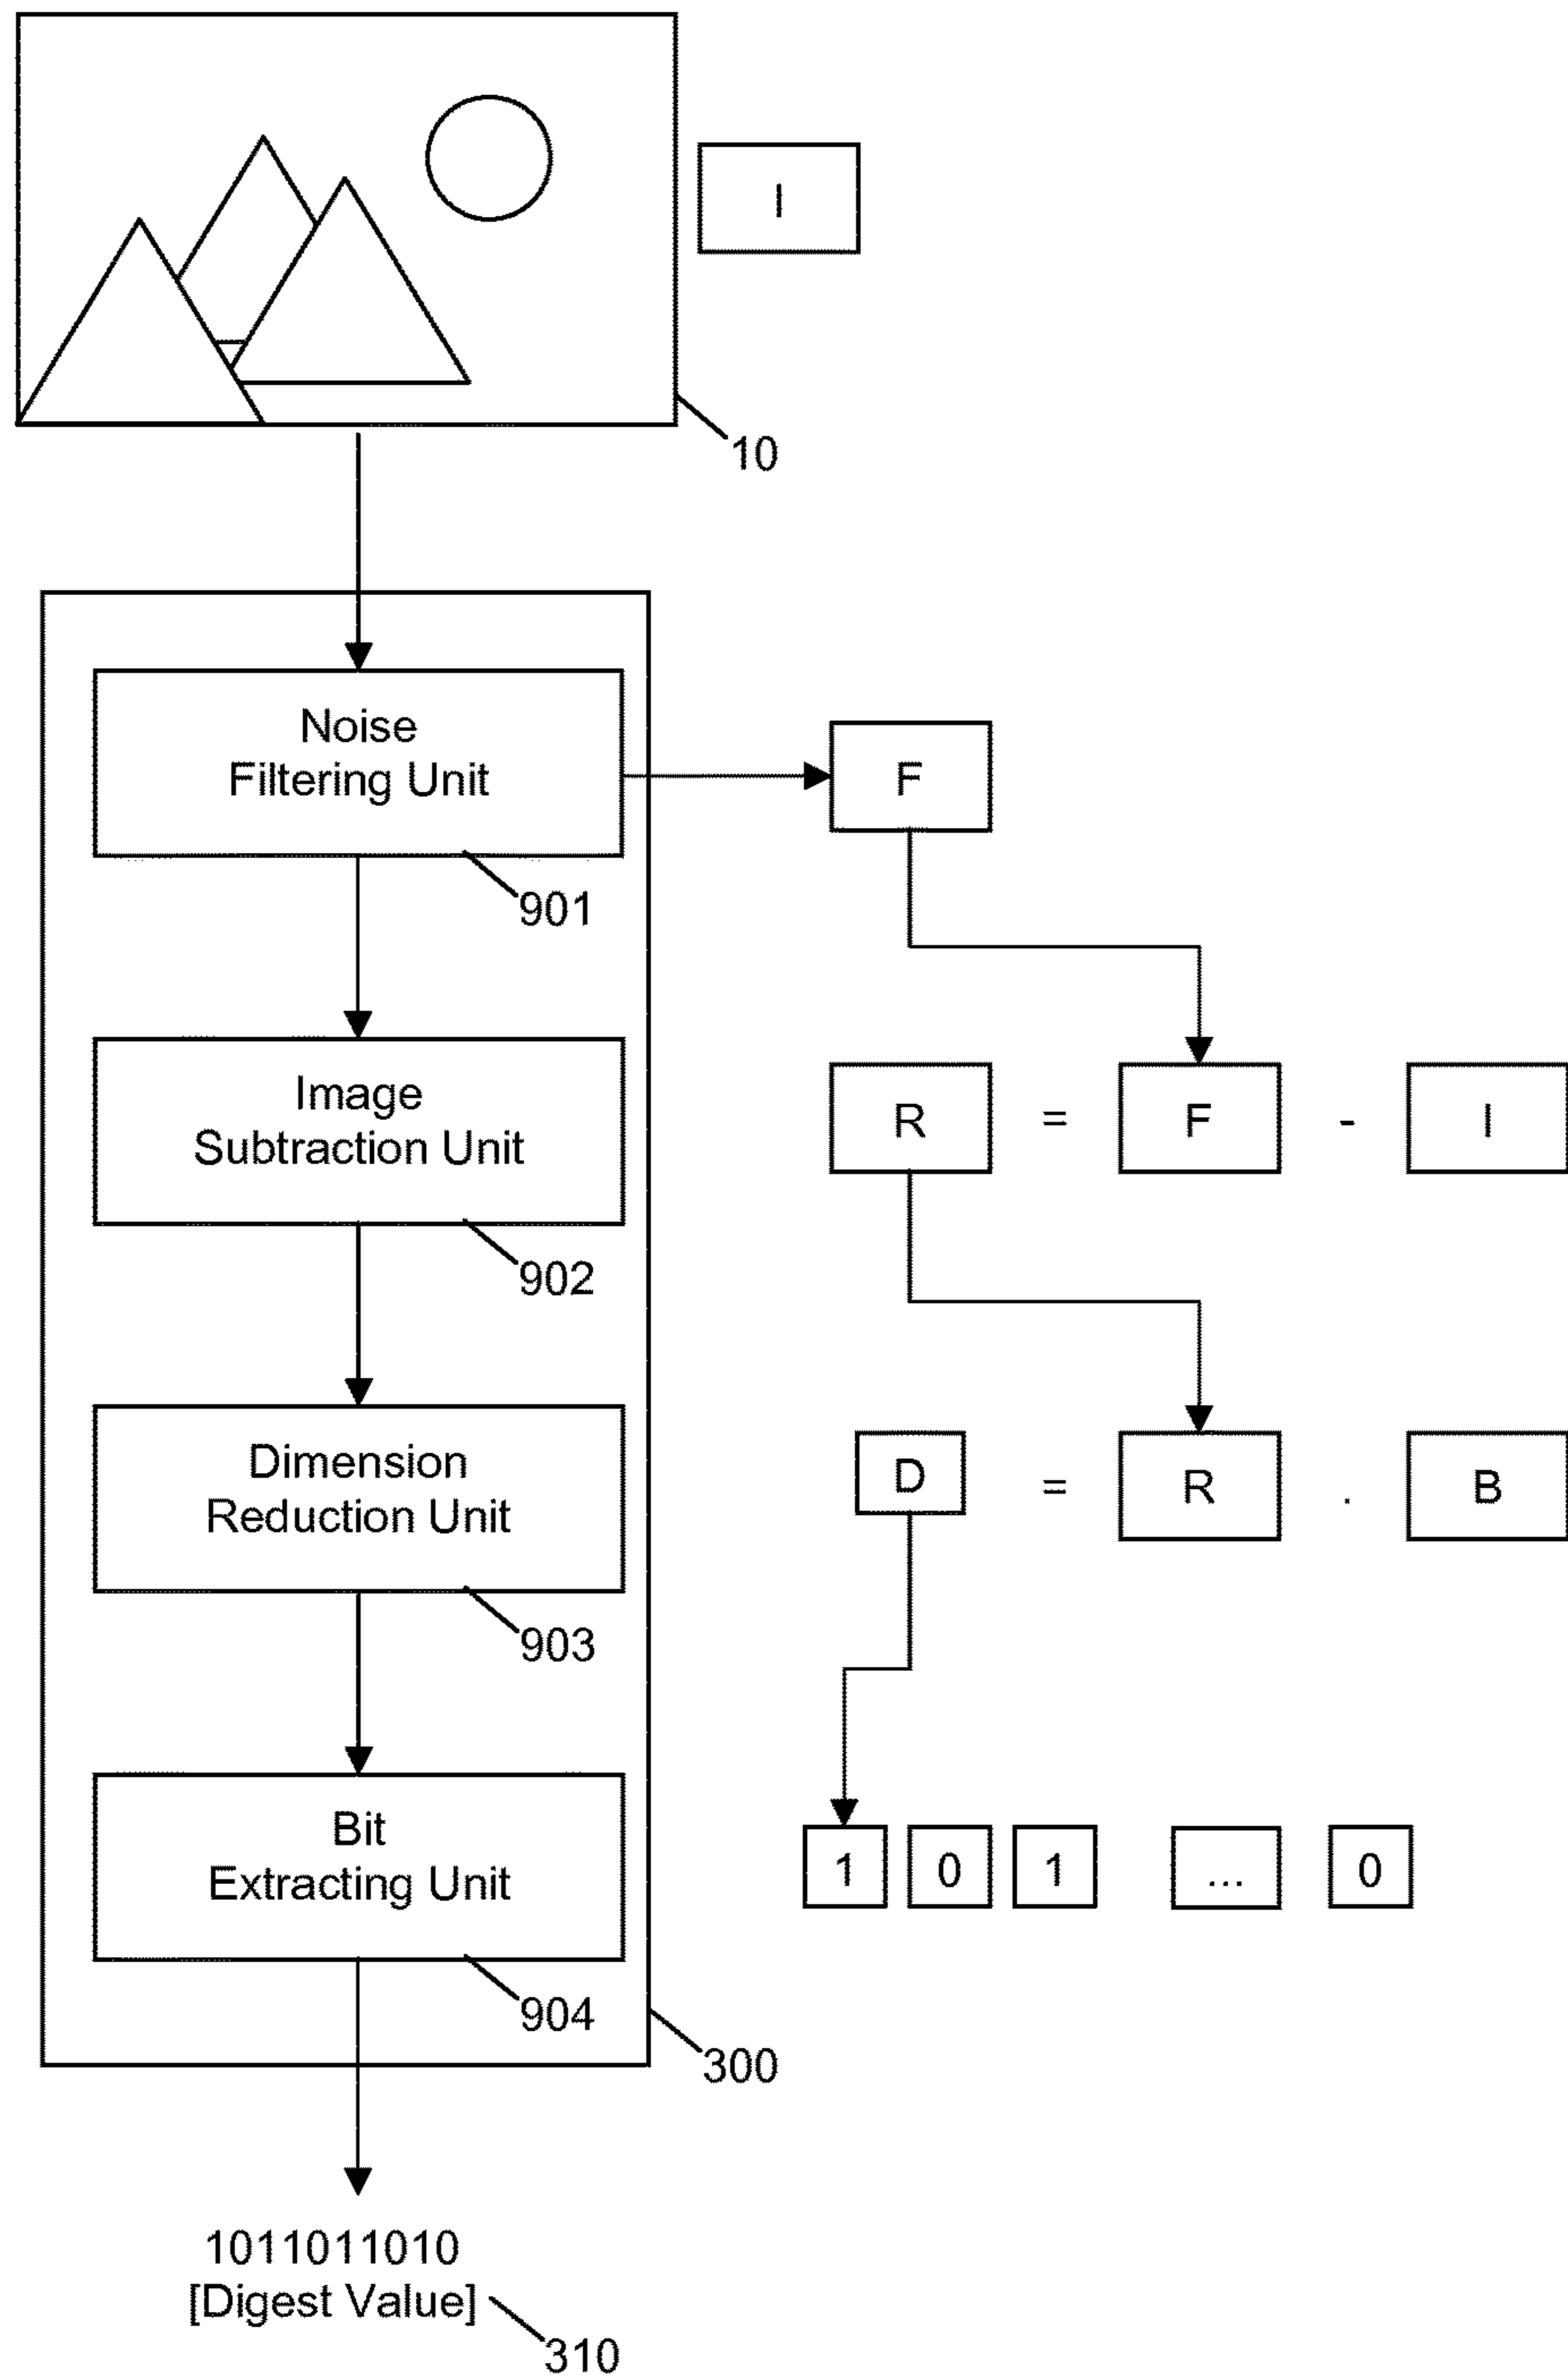 I
10
Noise
Filtering Unit
F
901
Image
Subtraction Unit
R = F - I
902
Dimension
Reduction Unit
D = R . B
903
Bit
Extracting Unit
1 0 1 ... 0
904
300
1011011010
[Digest Value]
310